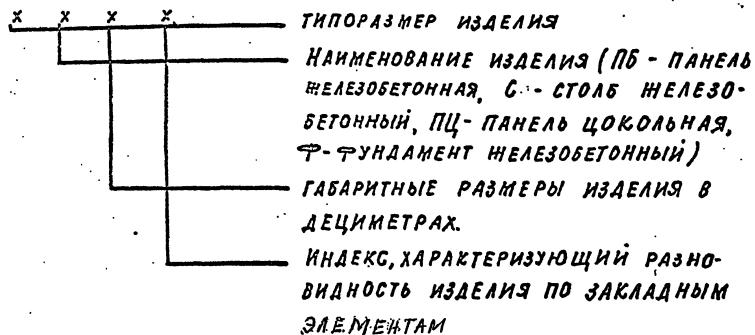 х х х х
ТИПОРАЗМЕР ИЗДЕЛИЯ
НАИМЕНОВАНИЕ ИЗДЕЛИЯ (ПБ - ПАНЕЛЬ
ЖЕЛЕЗОБЕТОННАЯ, С - СТОЛБ ЖЕЛЕЗО-
БЕТОННЫЙ, ПЦ - ПАНЕЛЬ ЦОКОЛЬНАЯ,
Ф - ФУНДАМЕНТ ЖЕЛЕЗОБЕТОННЫЙ)
ГАБАРИТНЫЕ РАЗМЕРЫ ИЗДЕЛИЯ В
ДЕЦИМЕТРАХ.
ИНДЕКС, ХАРАКТЕРИЗУЮЩИЙ РАЗНО-
ВИДНОСТЬ ИЗДЕЛИЯ ПО ЗАКЛАДНЫМ
ЭЛЕМЕНТАМ